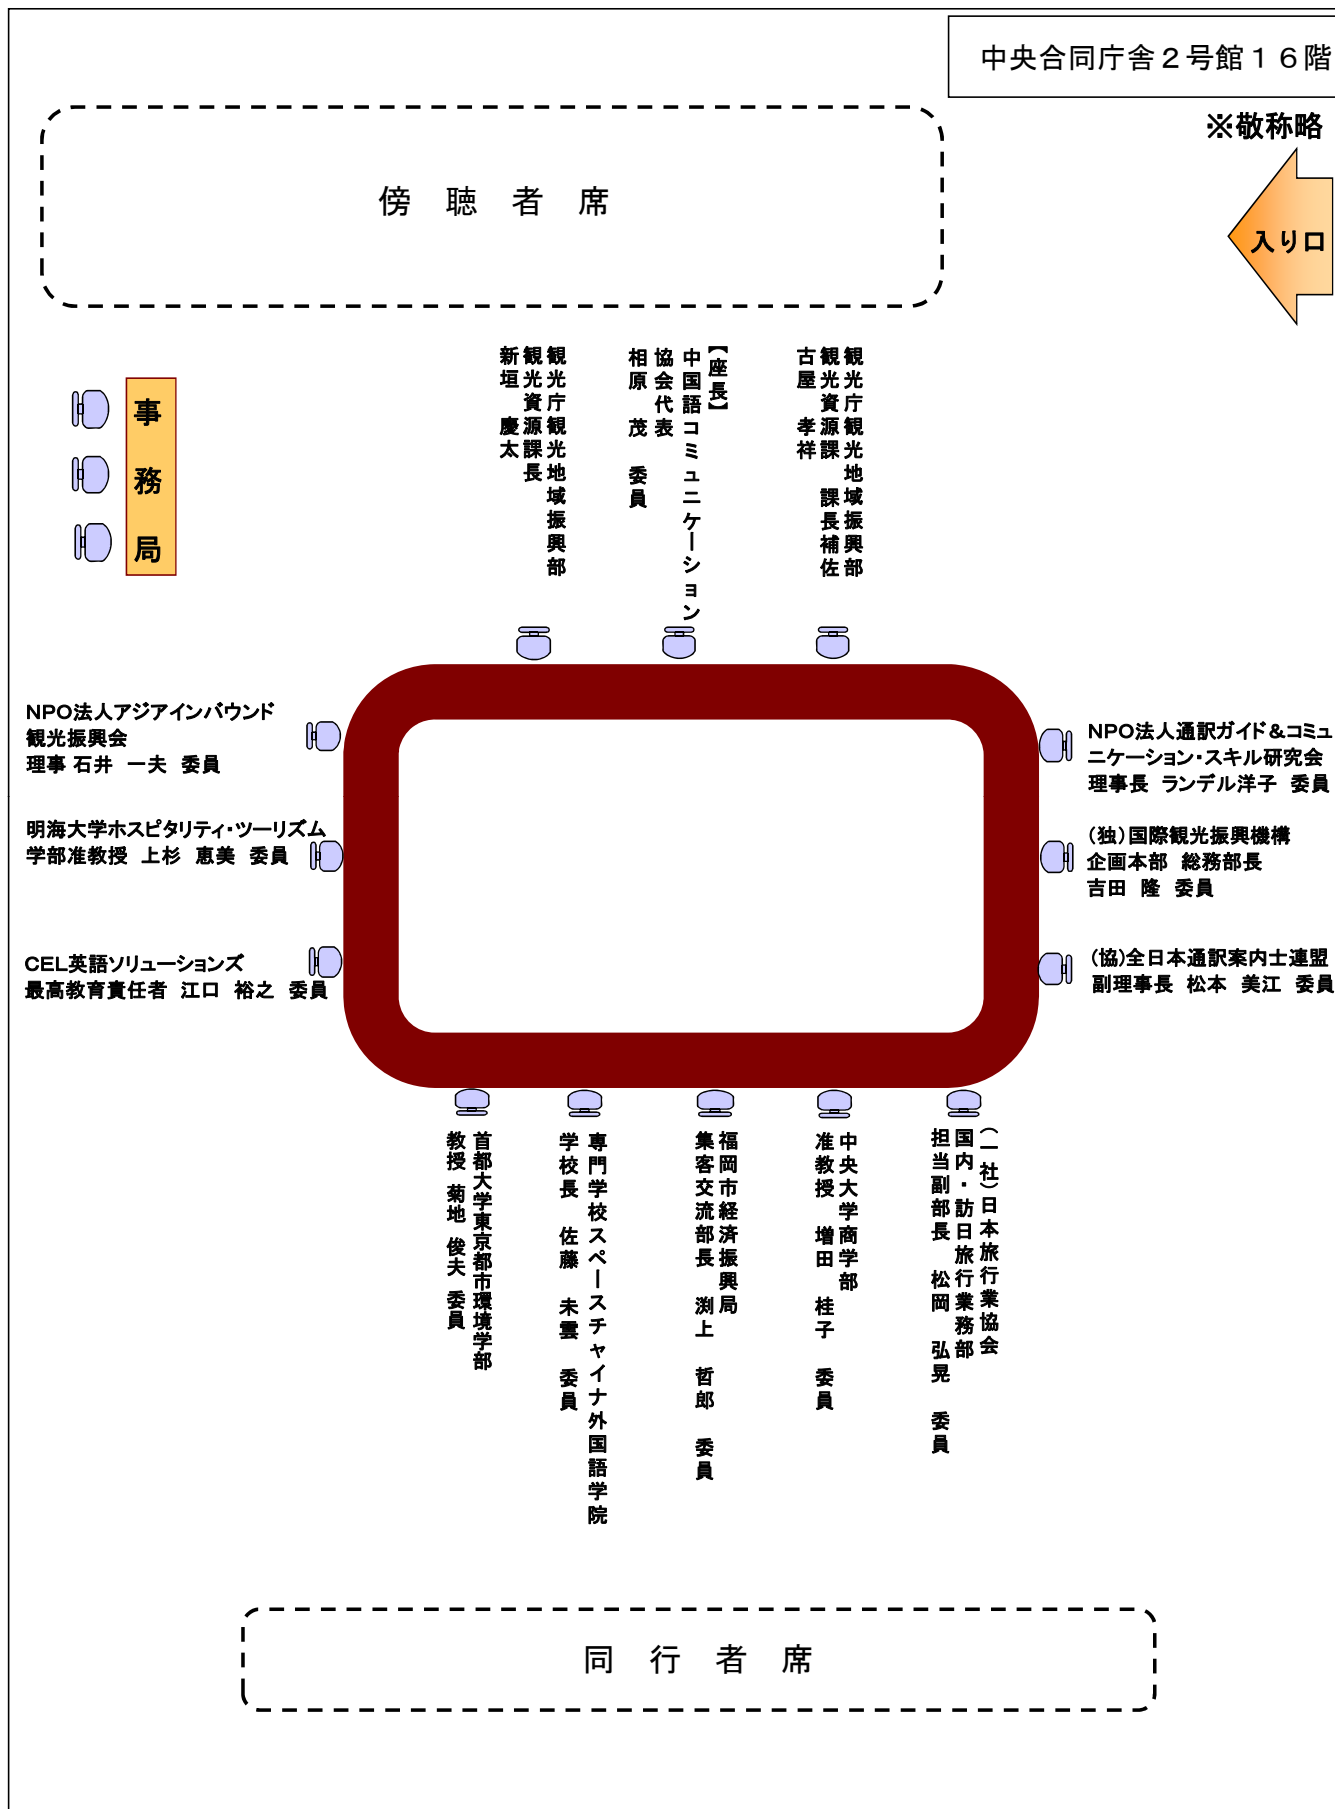 中央合同庁舎２号館１６階
※敬称略
傍　聴　者　席
入り口
事
務
局
観光庁観光地域振興部
観光資源課長
新垣　慶太
【座長】
中国語コミュニケーション
協会代表
相原　茂　委員
観光庁観光地域振興部
観光資源課　課長補佐
古屋　孝祥
NPO法人アジアインバウンド
観光振興会
理事 石井　一夫　委員
明海大学ホスピタリティ・ツーリズム
学部准教授　上杉　恵美　委員
CEL英語ソリューションズ
最高教育責任者　江口　裕之　委員
NPO法人通訳ガイド＆コミュ
ニケーション・スキル研究会
理事長　ランデル洋子　委員
（独）国際観光振興機構
企画本部　総務部長
吉田　隆　委員
（協）全日本通訳案内士連盟
副理事長　松本　美江　委員
首都大学東京都市環境学部
教授　菊地　俊夫　委員
専門学校スペースチャイナ外国語学院
学校長　佐藤　未雲　委員
福岡市経済振興局
集客交流部長　渕上　哲郎　委員
中央大学商学部
准教授　増田　桂子　委員
（一社）日本旅行業協会
国内・訪日旅行業務部
担当副部長　松岡　弘晃　委員
同　行　者　席